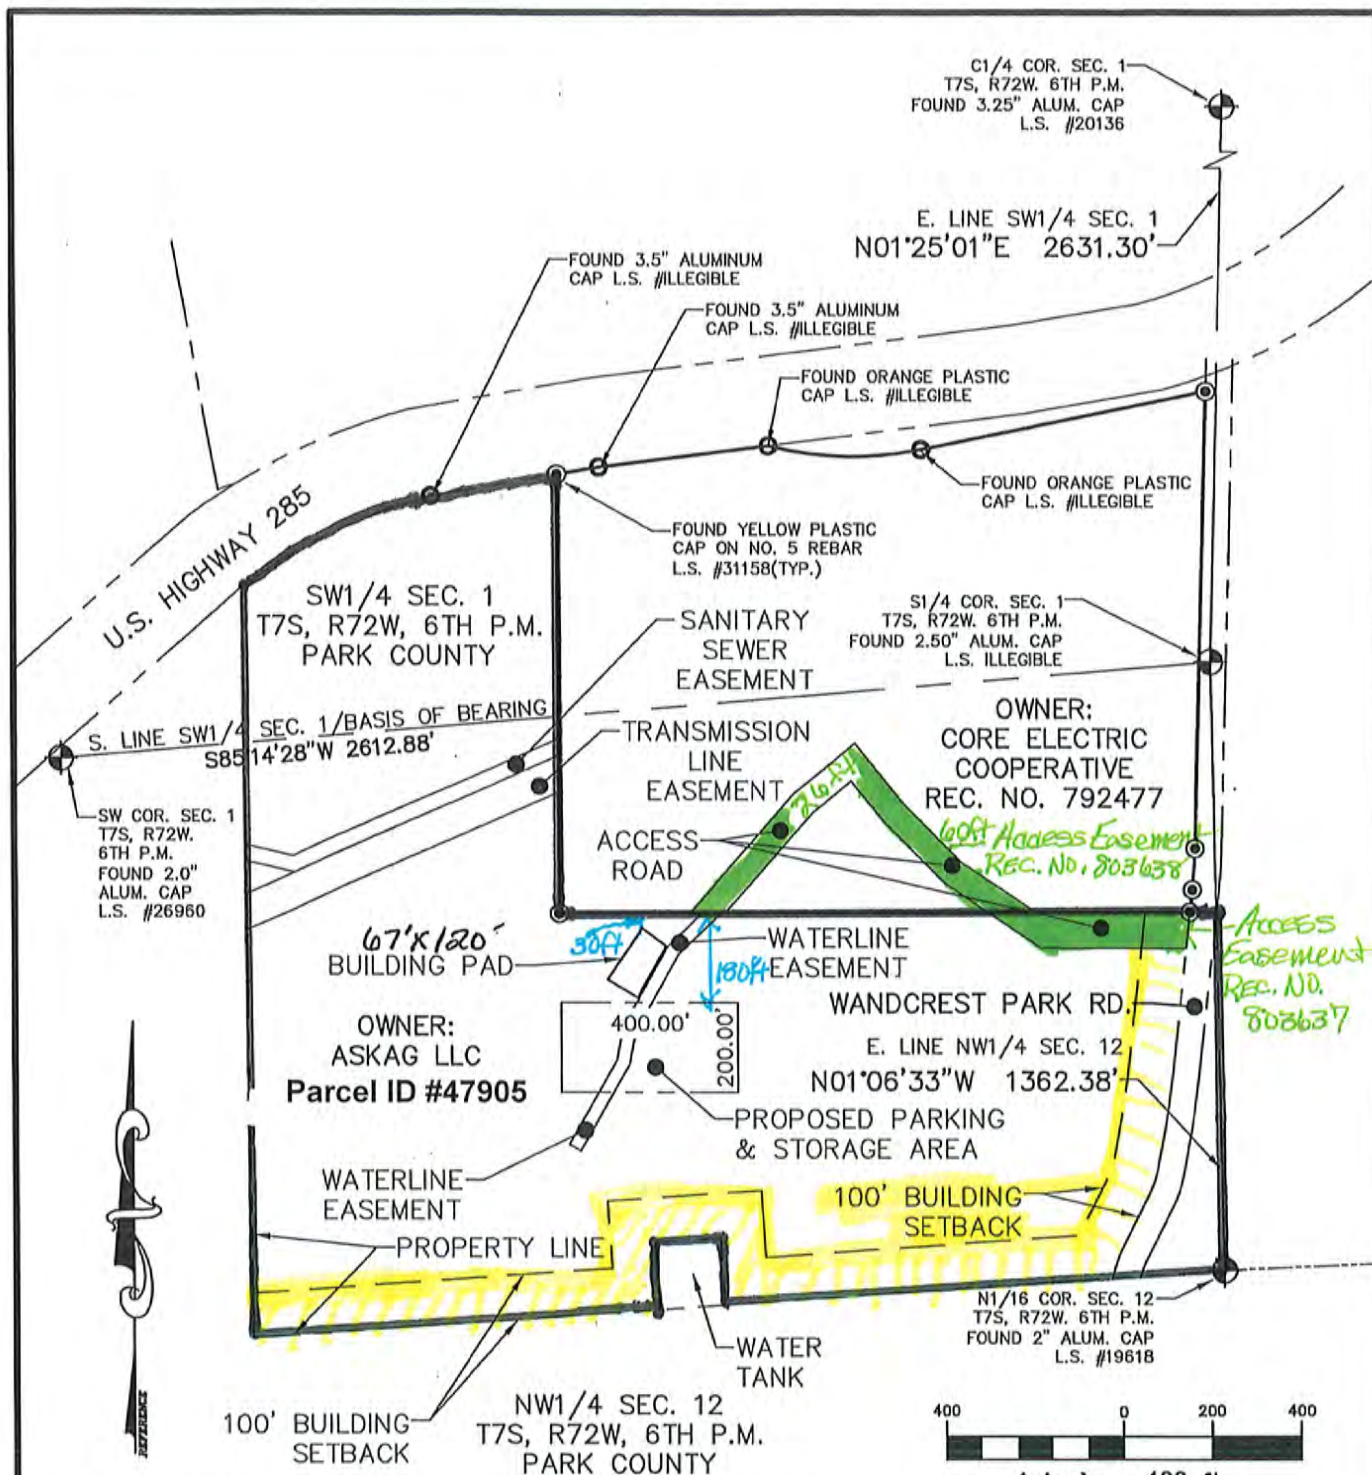 C1/4 COR. SEC. 1
T7S, R72W. 6TH P.M.
FOUND 3.25" ALUM. CAP
L.S. #20136
E. LINE SW1/4 SEC. 1
N01°25'01"E 2631.30'
FOUND 3.5" ALUMINUM
CAP L.S. #ILLEGIBLE
FOUND 3.5" ALUMINUM
CAP L.S. #ILLEGIBLE
FOUND ORANGE PLASTIC
CAP L.S. #ILLEGIBLE
FOUND ORANGE PLASTIC
CAP L.S. #ILLEGIBLE
U.S. HIGHWAY 285
FOUND YELLOW PLASTIC
CAP ON NO. 5 REBAR
L.S. #31158(TYP.)
SW1/4 SEC. 1
T7S, R72W, 6TH P.M.
PARK COUNTY
SANITARY
SEWER
EASEMENT
S1/4 COR. SEC. 1
T7S, R72W. 6TH P.M.
FOUND 2.50" ALUM. CAP
L.S. ILLEGIBLE
S. LINE SW1/4 SEC. 1/BASIS OF BEARING
S85°14'28"W 2612.88'
TRANSMISSION
LINE
EASEMENT
OWNER:
CORE ELECTRIC
COOPERATIVE
REC. NO. 792477
SW COR. SEC. 1
T7S, R72W.
6TH P.M.
FOUND 2.0"
ALUM. CAP
L.S. #26960
26ft
ACCESS
ROAD
60ft Access Easement
REC. No. 803638
67'X120'
BUILDING PAD
30ft
180ft
WATERLINE
EASEMENT
Access
Easement
REC. NO.
803637
WANDCREST PARK RD.
OWNER:
ASKAG LLC
Parcel ID #47905
400.00'
200.00'
E. LINE NW1/4 SEC. 12
N01°06'33"W 1362.38'
PROPOSED PARKING
& STORAGE AREA
WATERLINE
EASEMENT
100' BUILDING
SETBACK
PROPERTY LINE
N1/16 COR. SEC. 12
T7S, R72W. 6TH P.M.
FOUND 2" ALUM. CAP
L.S. #19618
WATER
TANK
REFERENCE
100' BUILDING
SETBACK
NW1/4 SEC. 12
T7S, R72W, 6TH P.M.
PARK COUNTY
400 0 200 400